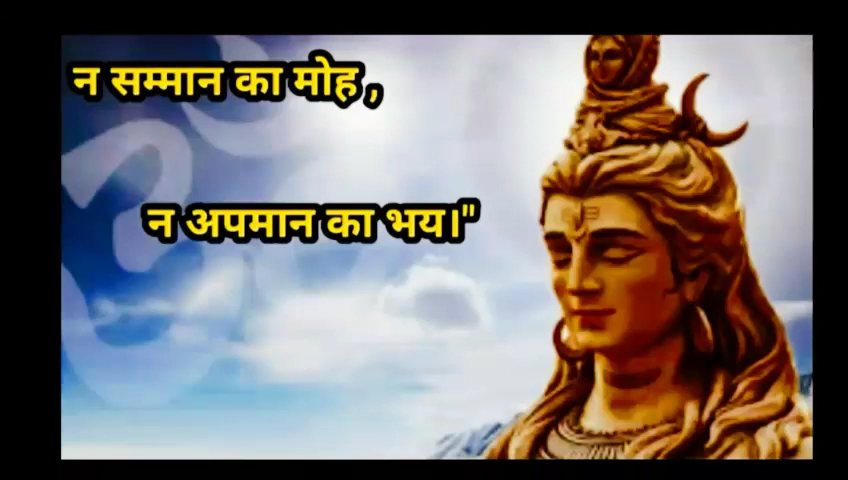 न सम्मान का मोह ,
न अपमान का भय।"